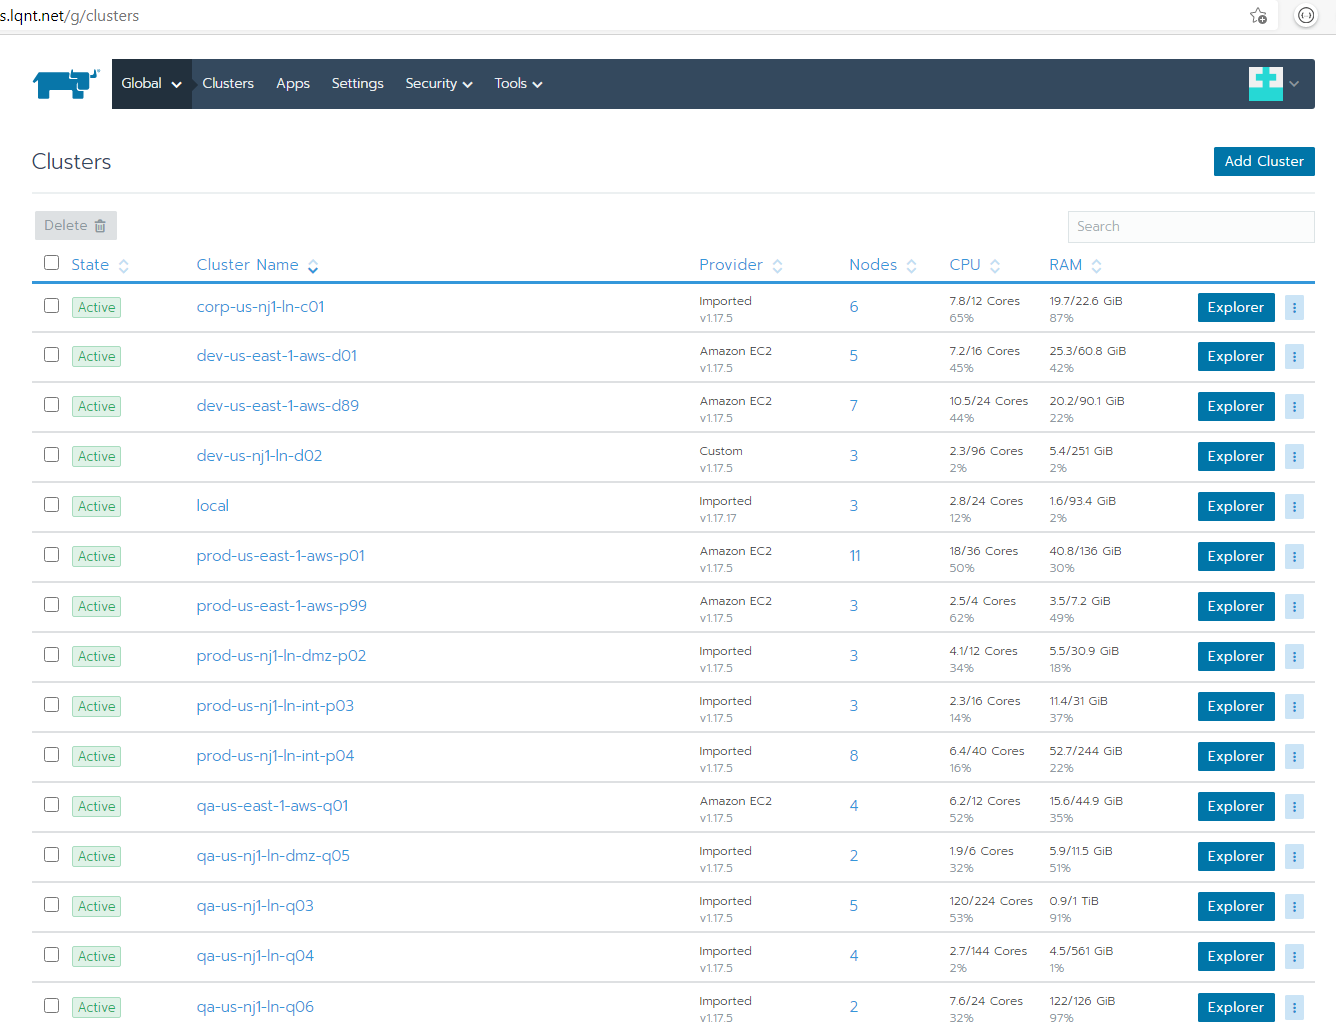 s.lqnt.net/g/clusters
Global Clusters Apps Settings Security Tools
Clusters
Add Cluster
Delete
Search
State Cluster Name Provider Nodes CPU RAM
Active corp-us-nj1-ln-c01 Imported 6 7.8/12 Cores 19.7/22.6 GiB Explorer
v1.17.5 65% 87%
Active dev-us-east-1-aws-d01 Amazon EC2 5 7.2/16 Cores 25.3/60.8 GiB Explorer
v1.17.5 45% 42%
Active dev-us-east-1-aws-d89 Amazon EC2 7 10.5/24 Cores 20.2/90.1 GiB Explorer
v1.17.5 44% 22%
Active dev-us-nj1-ln-d02 Custom 3 2.3/96 Cores 5.4/251 GiB Explorer
v1.17.5 2% 2%
Active local Imported 3 2.8/24 Cores 1.6/93.4 GiB Explorer
v1.17.17 12% 2%
Active prod-us-east-1-aws-p01 Amazon EC2 11 18/36 Cores 40.8/136 GiB Explorer
v1.17.5 50% 30%
Active prod-us-east-1-aws-p99 Amazon EC2 3 2.5/4 Cores 3.5/7.2 GiB Explorer
v1.17.5 62% 49%
Active prod-us-nj1-ln-dmz-p02 Imported 3 4.1/12 Cores 5.5/30.9 GiB Explorer
v1.17.5 34% 18%
Active prod-us-nj1-ln-int-p03 Imported 3 2.3/16 Cores 11.4/31 GiB Explorer
v1.17.5 14% 37%
Active prod-us-nj1-ln-int-p04 Imported 8 6.4/40 Cores 52.7/244 GiB Explorer
v1.17.5 16% 22%
Active qa-us-east-1-aws-q01 Amazon EC2 4 6.2/12 Cores 15.6/44.9 GiB Explorer
v1.17.5 52% 35%
Active qa-us-nj1-ln-dmz-q05 Imported 2 1.9/6 Cores 5.9/11.5 GiB Explorer
v1.17.5 32% 51%
Active qa-us-nj1-ln-q03 Imported 5 120/224 Cores 0.9/1 TiB Explorer
v1.17.5 53% 91%
Active qa-us-nj1-ln-q04 Imported 4 2.7/144 Cores 4.5/561 GiB Explorer
v1.17.5 2% 1%
Active qa-us-nj1-ln-q06 Imported 2 7.6/24 Cores 122/126 GiB Explorer
v1.17.5 32% 97%